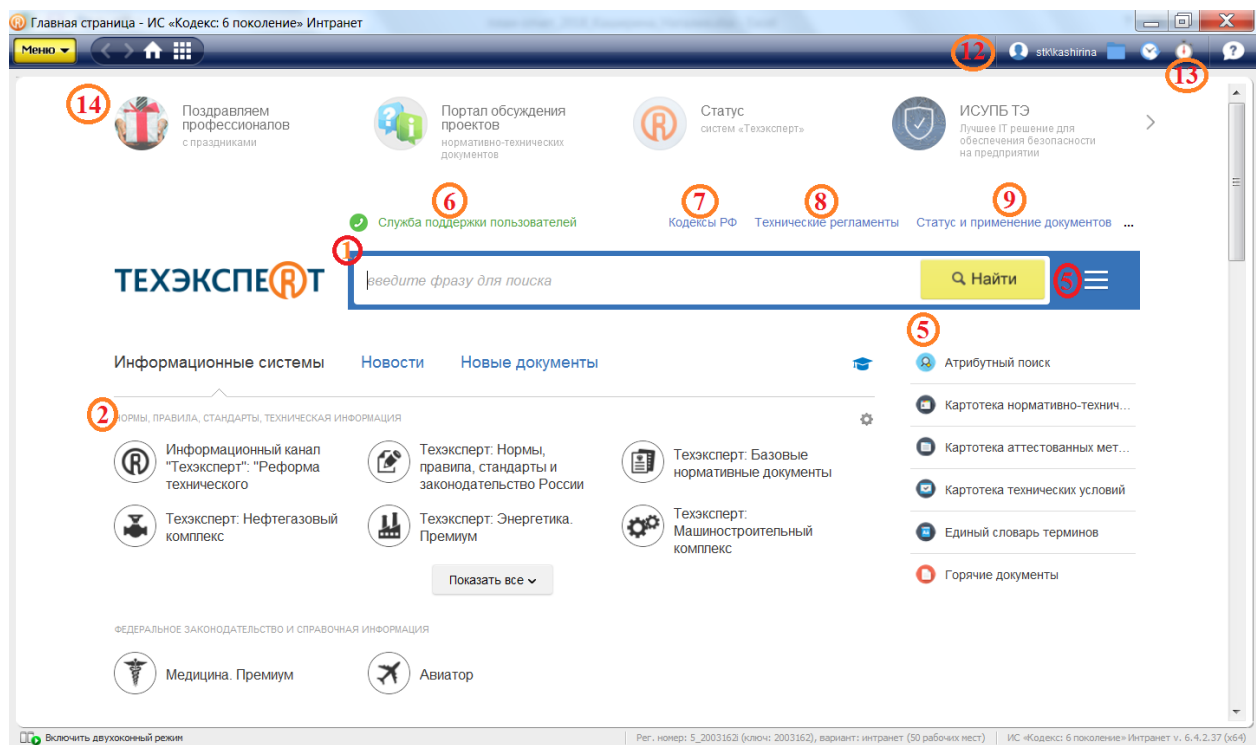 Главная страница - ИС «Кодекс: 6 поколение» Интранет
Меню
12
stk\kashirina
?
13
14
Поздравляем
профессионалов
с праздниками
Портал обсуждения
проектов
нормативно-технических
документов
Статус
систем «Техэксперт»
ИСУПБ ТЭ
Лучшее IT решение для
обеспечения безопасности
на предприятии
6
7
8
9
Служба поддержки пользователей
Кодексы РФ
Технические регламенты
Статус и применение документов
...
1
ТЕХЭКСПЕRТ
введите фразу для поиска
Найти
5
5
Информационные системы
Новости
Новые документы
Атрибутный поиск
2
НОРМЫ, ПРАВИЛА, СТАНДАРТЫ, ТЕХНИЧЕСКАЯ ИНФОРМАЦИЯ
Картотека нормативно-технич...
Информационный канал
"Техэксперт": "Реформа
технического
Техэксперт: Нормы,
правила, стандарты и
законодательство России
Техэксперт: Базовые
нормативные документы
Картотека аттестованных мет...
Картотека технических условий
Техэксперт: Нефтегазовый
комплекс
Техэксперт: Энергетика.
Премиум
Техэксперт:
Машиностроительный
комплекс
Единый словарь терминов
Горячие документы
Показать все
ФЕДЕРАЛЬНОЕ ЗАКОНОДАТЕЛЬСТВО И СПРАВОЧНАЯ ИНФОРМАЦИЯ
Медицина. Премиум
Авиатор
Включить двухоконный режим
Рег. номер: 5_2003162i (ключ: 2003162), вариант: интранет (50 рабочих мест)
ИС «Кодекс: 6 поколение» Интранет v. 6.4.2.37 (x64)